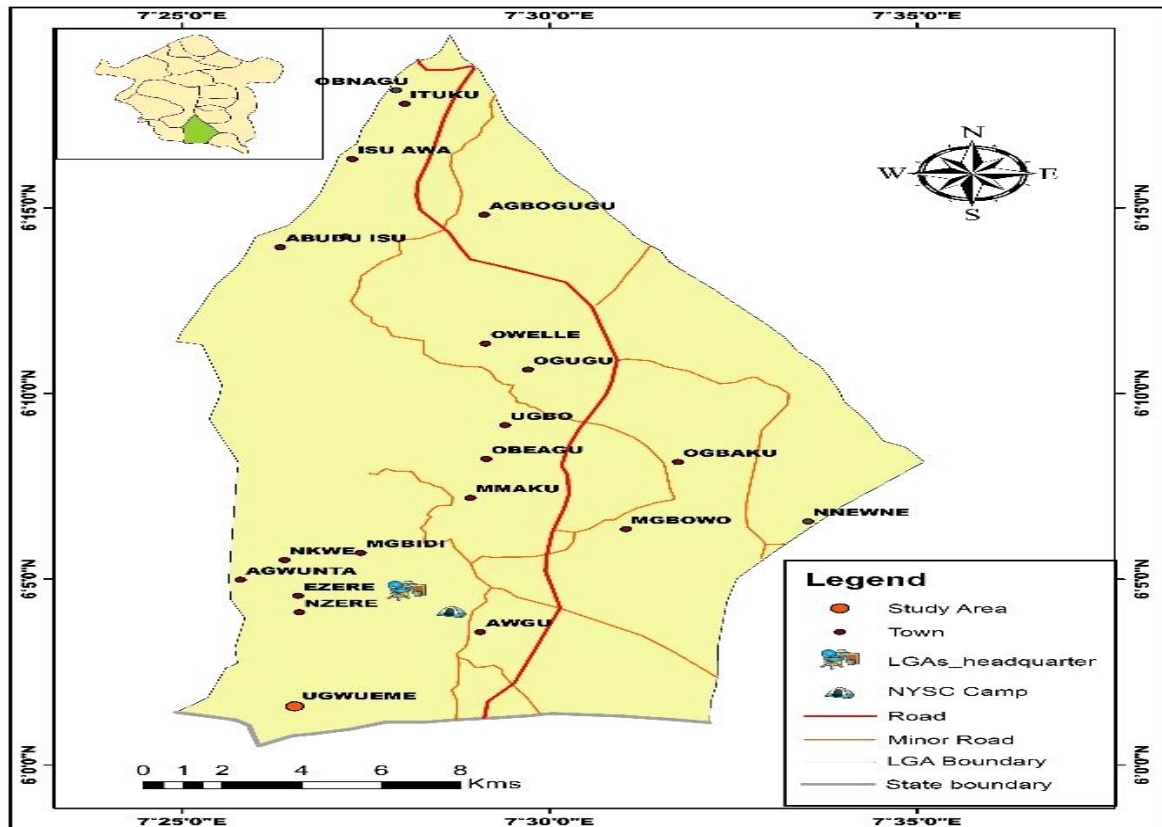 7°25'0"E 7°30'0"E 7°35'0"E
OBNAGU
ITUKU
N
ISU AWA
W E
S
6°15'0"N 6°15'0"N
AGBOGUGU
ABUDU ISU
OWELLE
OGUGU
6°10'0"N 6°10'0"N
UGBO
OBEAGU
OGBAKU
MMAKU
MGBOWO
NNEWNE
NKWE
MGBIDI
AGWUNTA
EZERE
NZERE
6°5'0"N 6°5'0"N
AWGU
UGWUEME
Legend
Study Area
Town
LGAs_headquarter
NYSC Camp
Road
Minor Road
LGA Boundary
State boundary
6°0'0"N 6°0'0"N
0 1 2 4 6 8
Kms
7°25'0"E 7°30'0"E 7°35'0"E